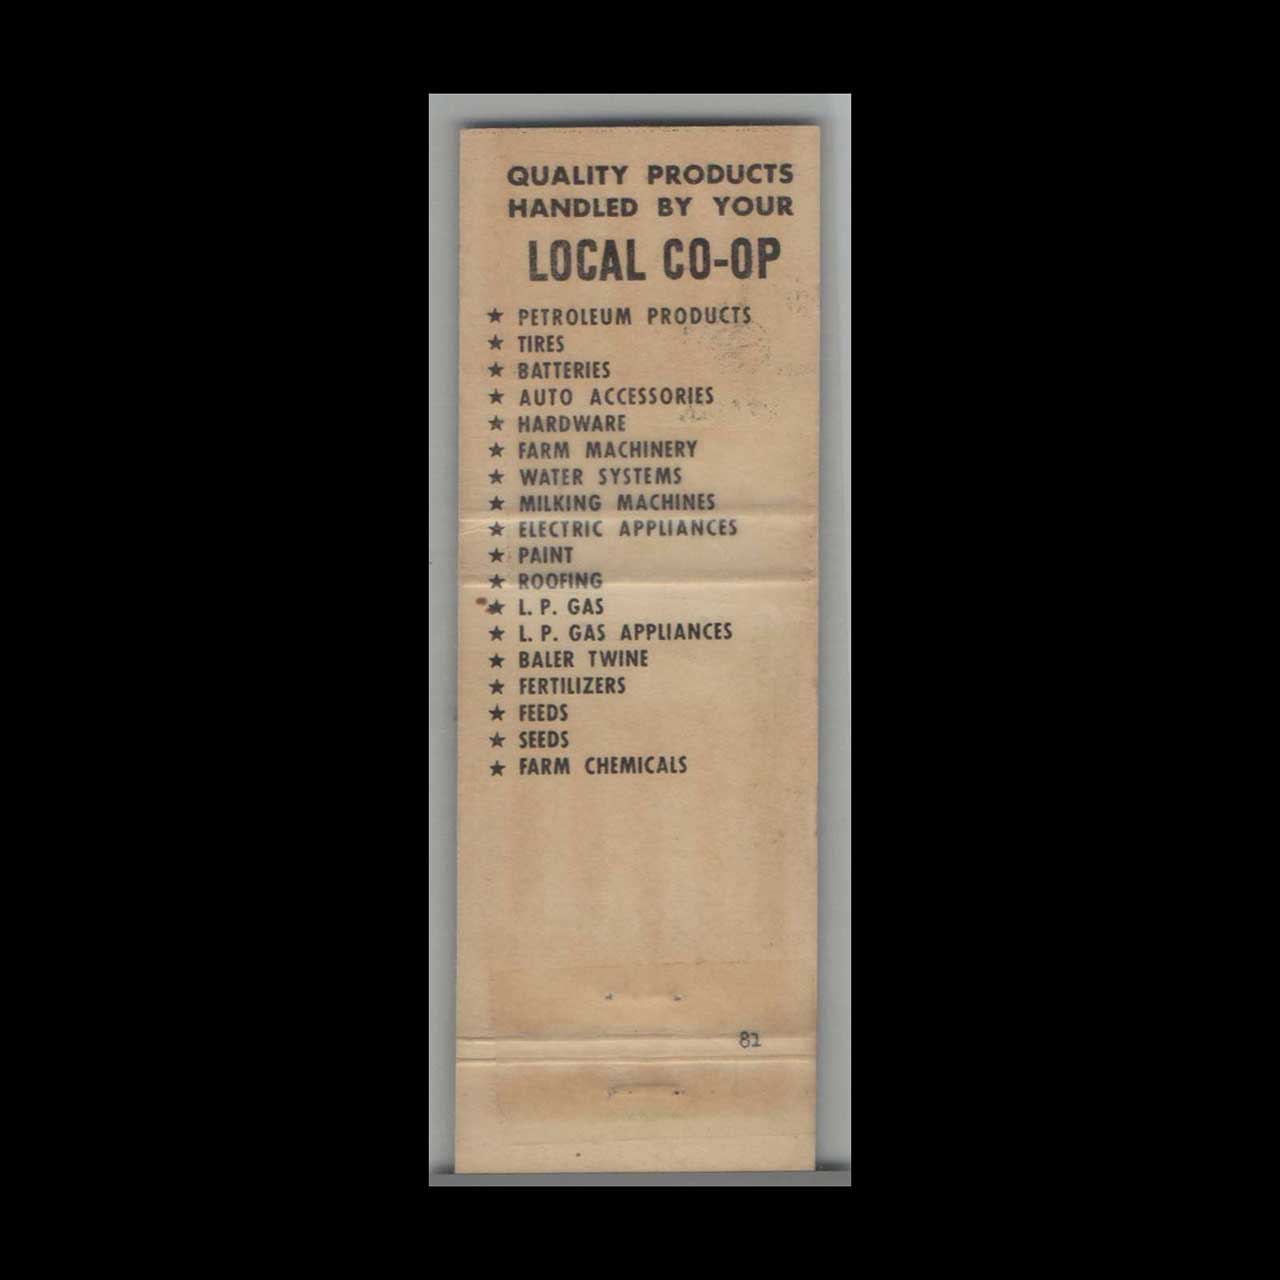 QUALITY PRODUCTS
HANDLED BY YOUR
LOCAL CO-OP
★ PETROLEUM PRODUCTS
★ TIRES
★ BATTERIES
★ AUTO ACCESSORIES
★ HARDWARE
★ FARM MACHINERY
★ WATER SYSTEMS
★ MILKING MACHINES
★ ELECTRIC APPLIANCES
★ PAINT
★ ROOFING
★ L. P. GAS
★ L. P. GAS APPLIANCES
★ BALER TWINE
★ FERTILIZERS
★ FEEDS
★ SEEDS
★ FARM CHEMICALS
81